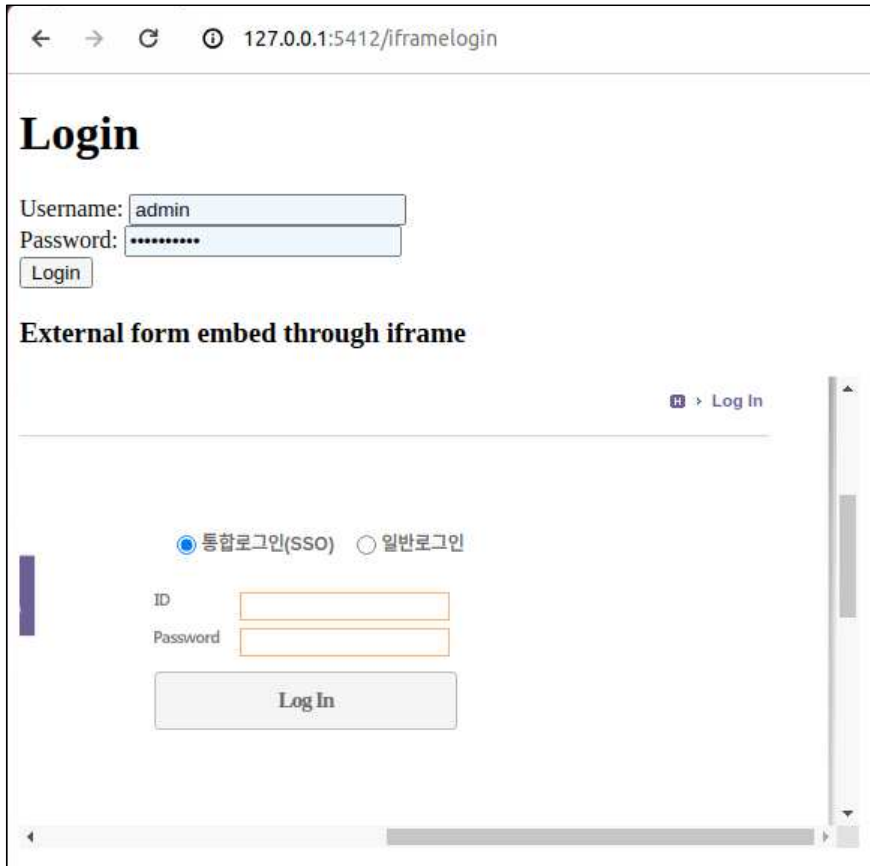 127.0.0.1:5412/iframelogin
Login
Username: admin
Password: ••••••••••
Login
External form embed through iframe
H › Log In
통합로그인(SSO) 일반로그인
ID
Password
Log In